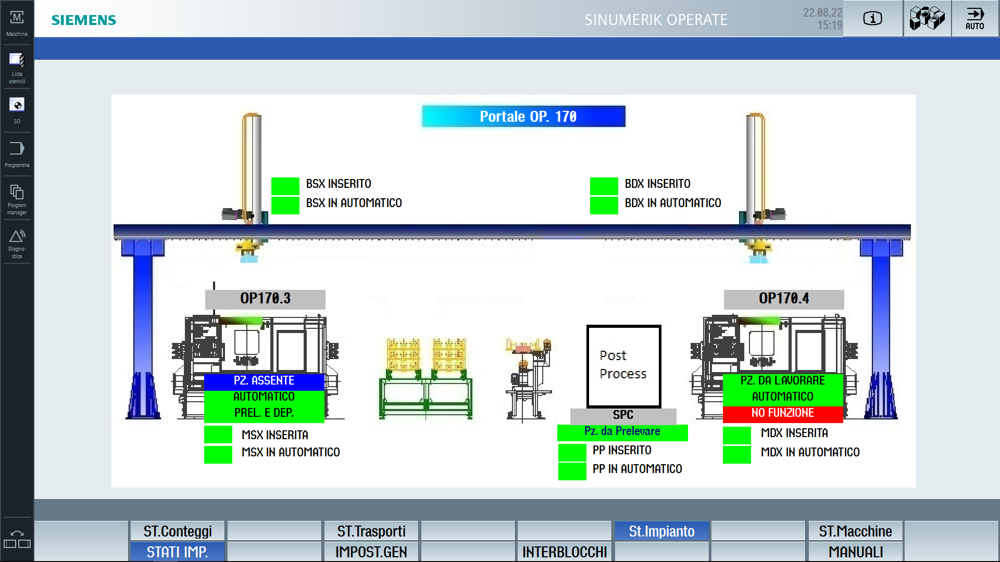 M
Macchina
Lista
utensili
SO
Programma
Program
manager
Diagno-
stica
SIEMENS
SINUMERIK OPERATE
22.08.22
15:19
i
AUTO
Portale OP. 170
BSX INSERITO
BSX IN AUTOMATICO
BDX INSERITO
BDX IN AUTOMATICO
OP170.3
OP170.4
Post
Process
PZ. ASSENTE
AUTOMATICO
PREL. E DEP.
MSX INSERITA
MSX IN AUTOMATICO
SPC
Pz. da Prelevare
PP INSERITO
PP IN AUTOMATICO
PZ. DA LAVORARE
AUTOMATICO
NO FUNZIONE
MDX INSERITA
MDX IN AUTOMATICO
ST.Conteggi
ST.Trasporti
St.Impianto
ST.Macchine
STATI IMP.
IMPOST.GEN
INTERBLOCCHI
MANUALI